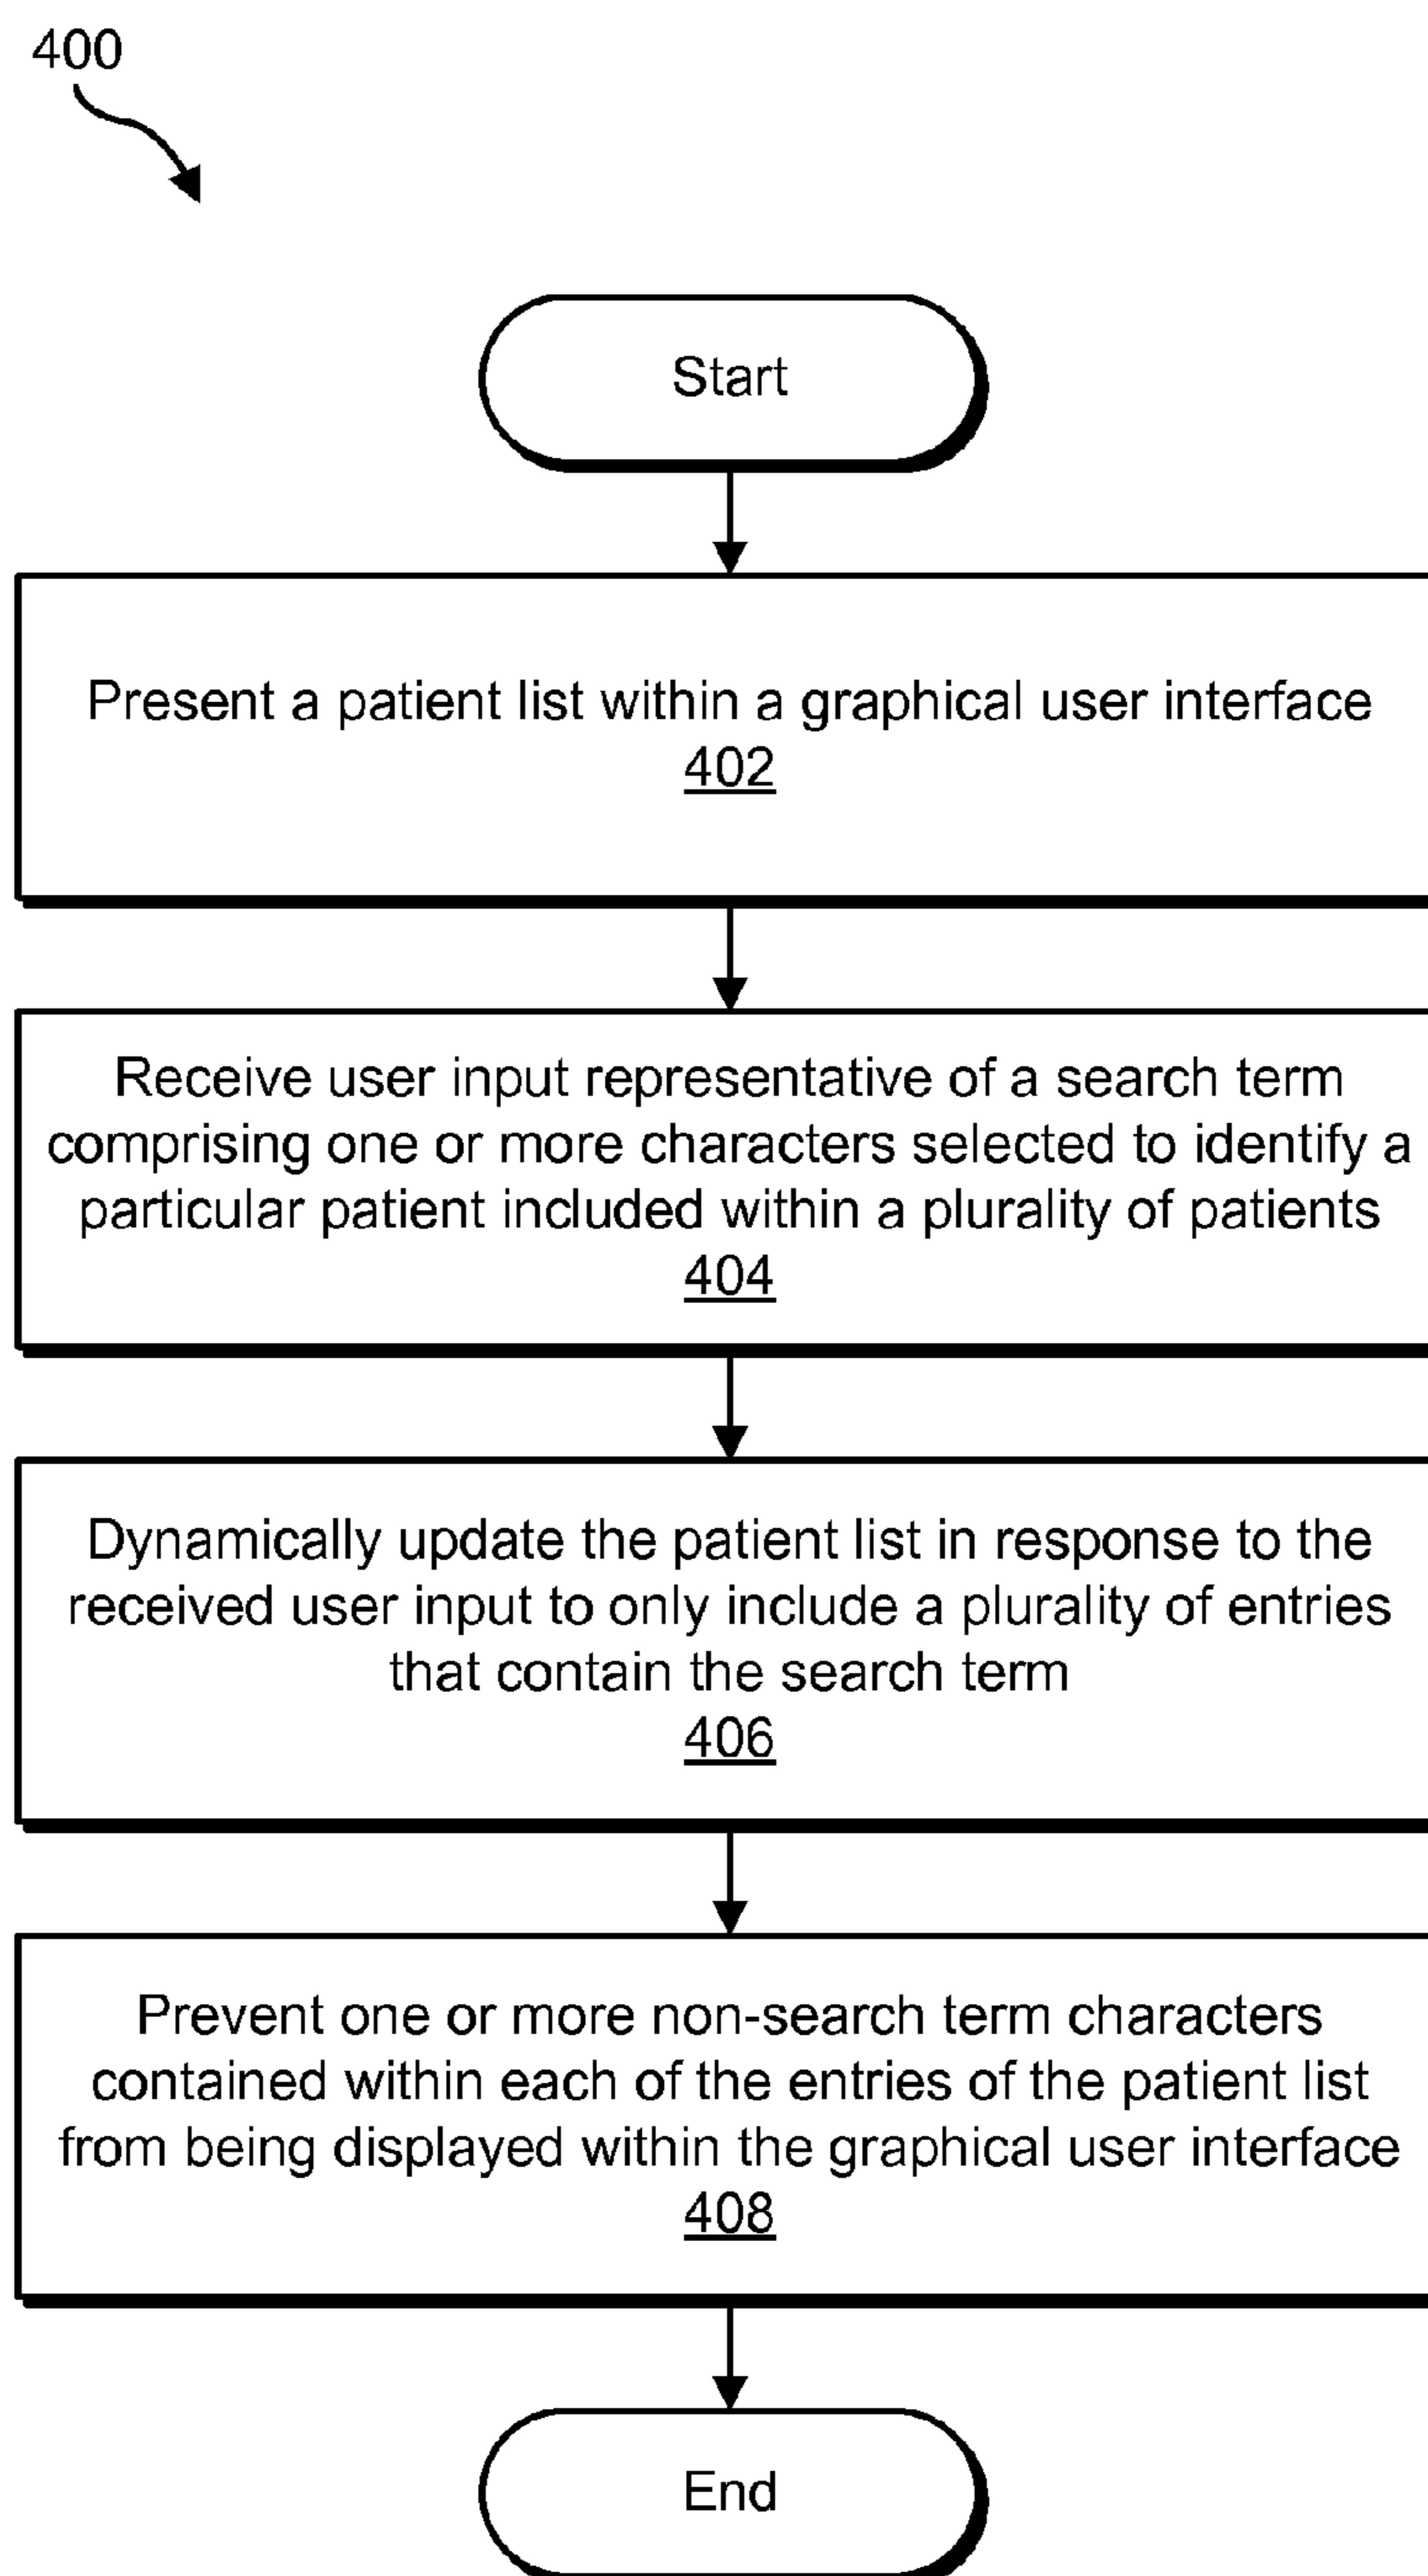 400
Start
Present a patient list within a graphical user interface
402
Receive user input representative of a search term
comprising one or more characters selected to identify a
particular patient included within a plurality of patients
404
Dynamically update the patient list in response to the
received user input to only include a plurality of entries
that contain the search term
406
Prevent one or more non-search term characters
contained within each of the entries of the patient list
from being displayed within the graphical user interface
408
End